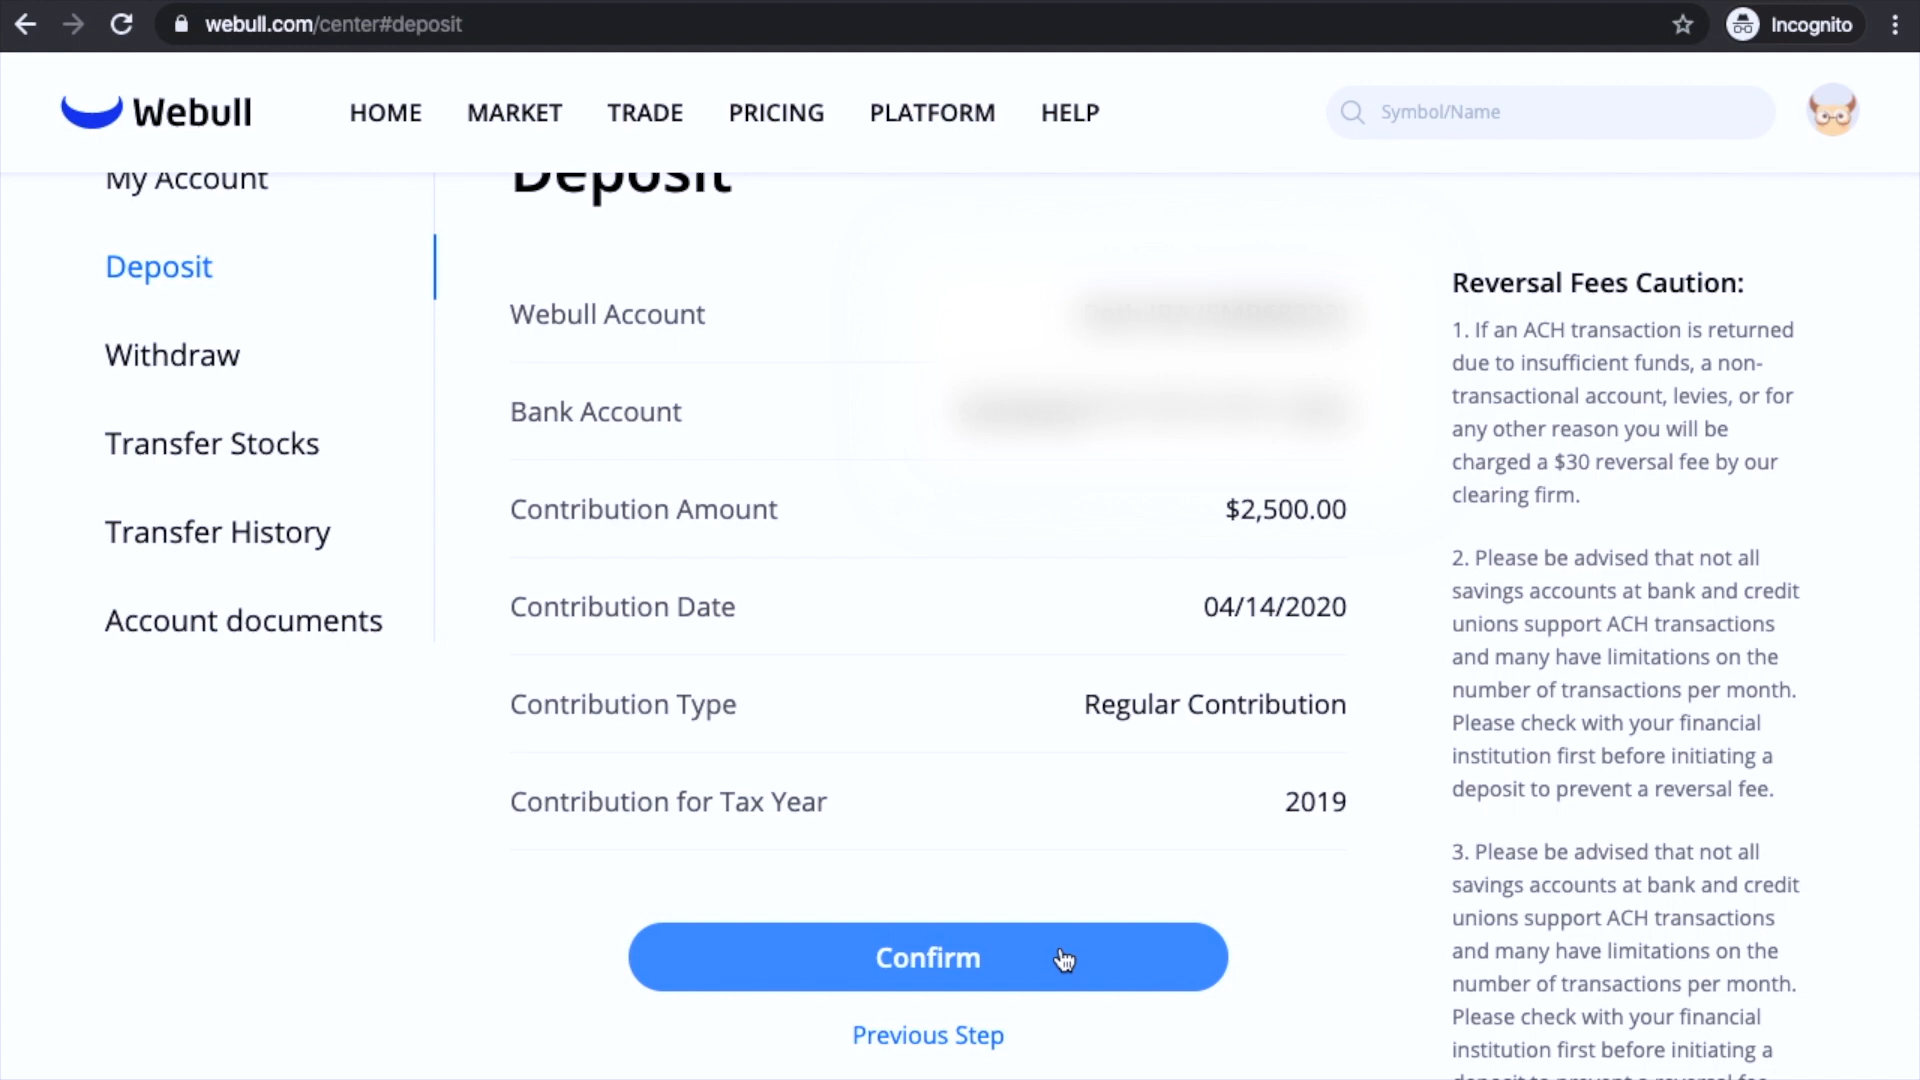 webull.com/center#deposit
Incognito
Webull
HOME MARKET TRADE PRICING PLATFORM HELP
Symbol/Name
My Account
Deposit
Withdraw
Transfer Stocks
Transfer History
Account documents
Deposit
Webull Account
Bank Account
Contribution Amount $2,500.00
Contribution Date 04/14/2020
Contribution Type Regular Contribution
Contribution for Tax Year 2019
Confirm
Previous Step
Reversal Fees Caution:
1. If an ACH transaction is returned
due to insufficient funds, a non-
transactional account, levies, or for
any other reason you will be
charged a $30 reversal fee by our
clearing firm.
2. Please be advised that not all
savings accounts at bank and credit
unions support ACH transactions
and many have limitations on the
number of transactions per month.
Please check with your financial
institution first before initiating a
deposit to prevent a reversal fee.
3. Please be advised that not all
savings accounts at bank and credit
unions support ACH transactions
and many have limitations on the
number of transactions per month.
Please check with your financial
institution first before initiating a